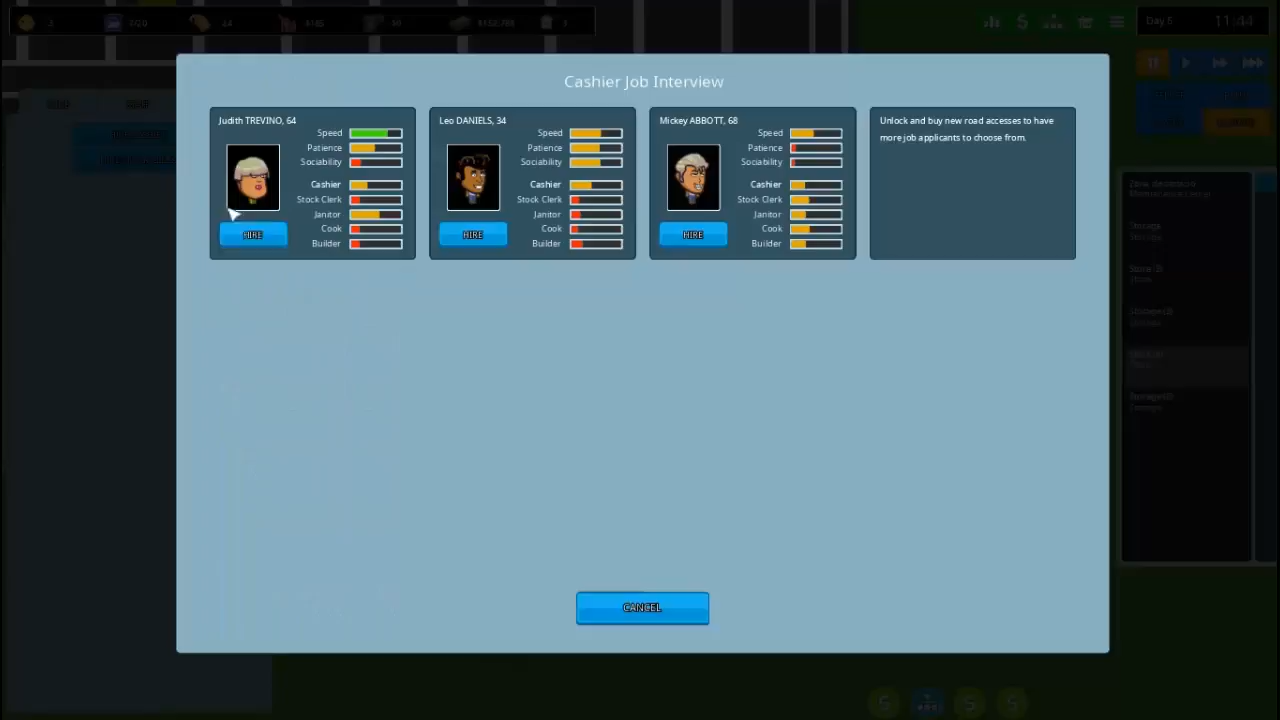 Day 5
11:44
Cashier Job Interview
Judith TREVINO, 64
Speed
Patience
Sociability
Cashier
Stock Clerk
Janitor
Cook
Builder
HIRE
Leo DANIELS, 34
Speed
Patience
Sociability
Cashier
Stock Clerk
Janitor
Cook
Builder
HIRE
Mickey ABBOTT, 68
Speed
Patience
Sociability
Cashier
Stock Clerk
Janitor
Cook
Builder
HIRE
Unlock and buy new road accesses to have
more job applicants to choose from.
CANCEL